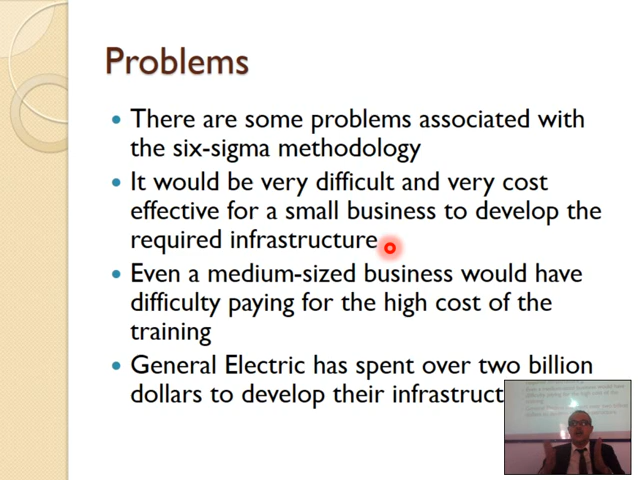 Problems
There are some problems associated with
the six-sigma methodology
It would be very difficult and very cost
effective for a small business to develop the
required infrastructure
Even a medium-sized business would have
difficulty paying for the high cost of the
training
General Electric has spent over two billion
dollars to develop their